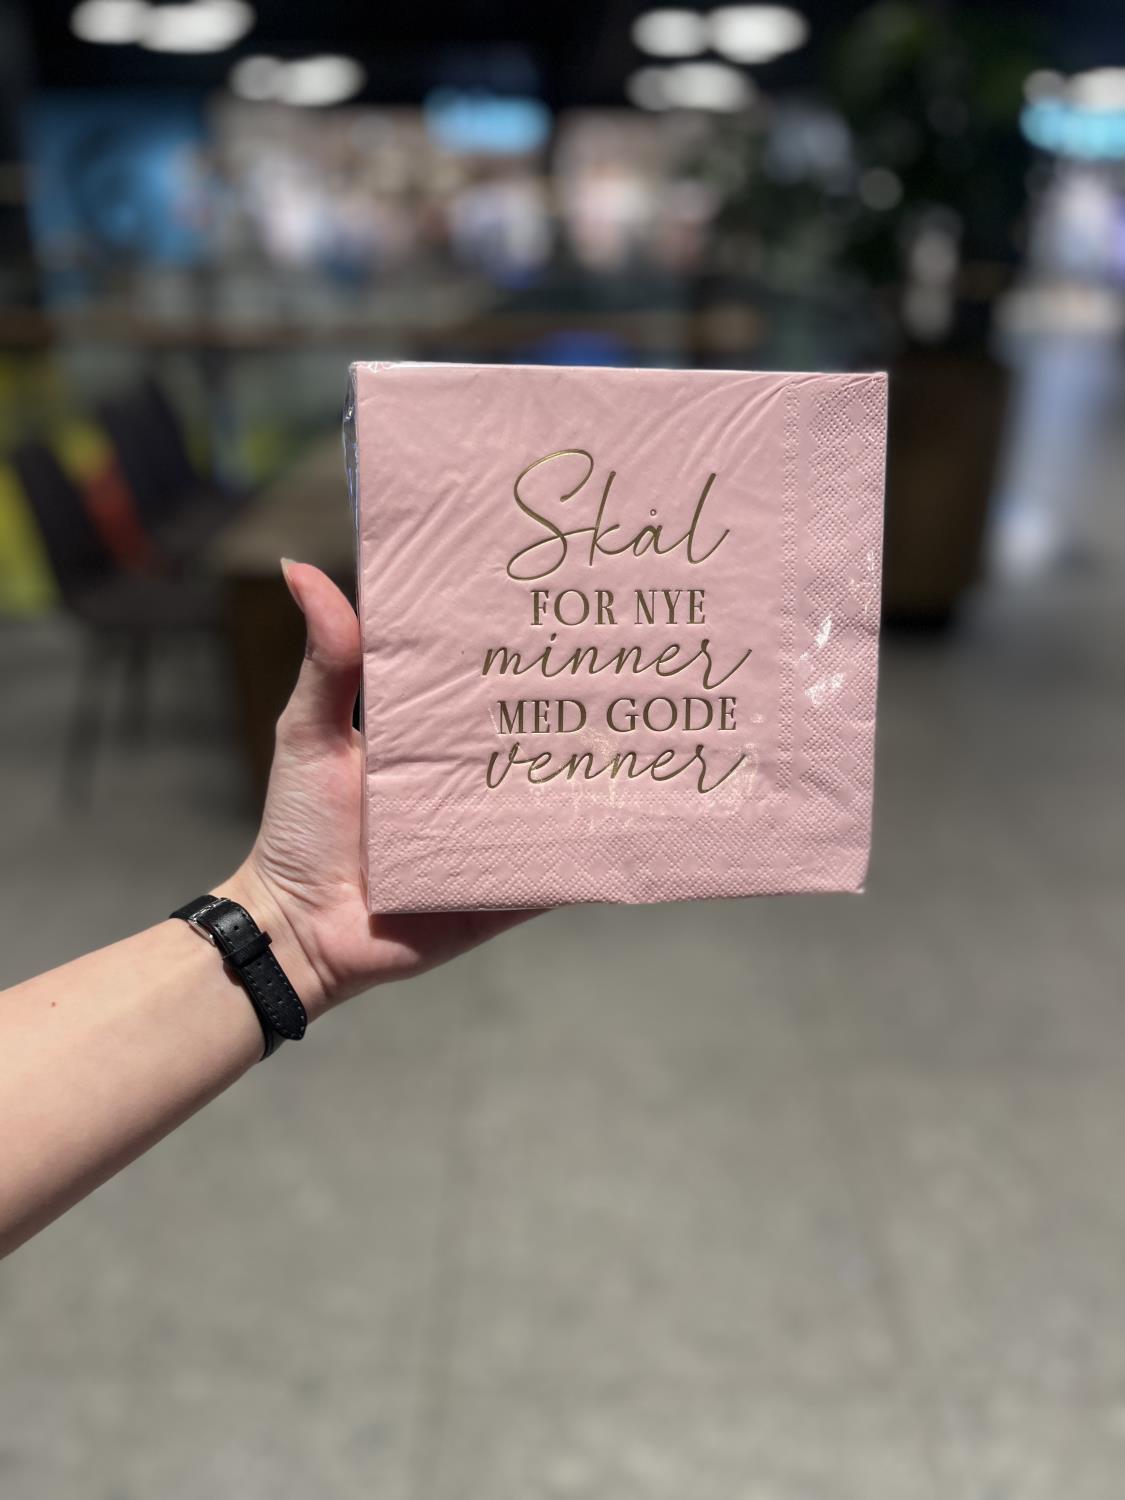 Skål
FOR NYE
minner
MED GODE
venner